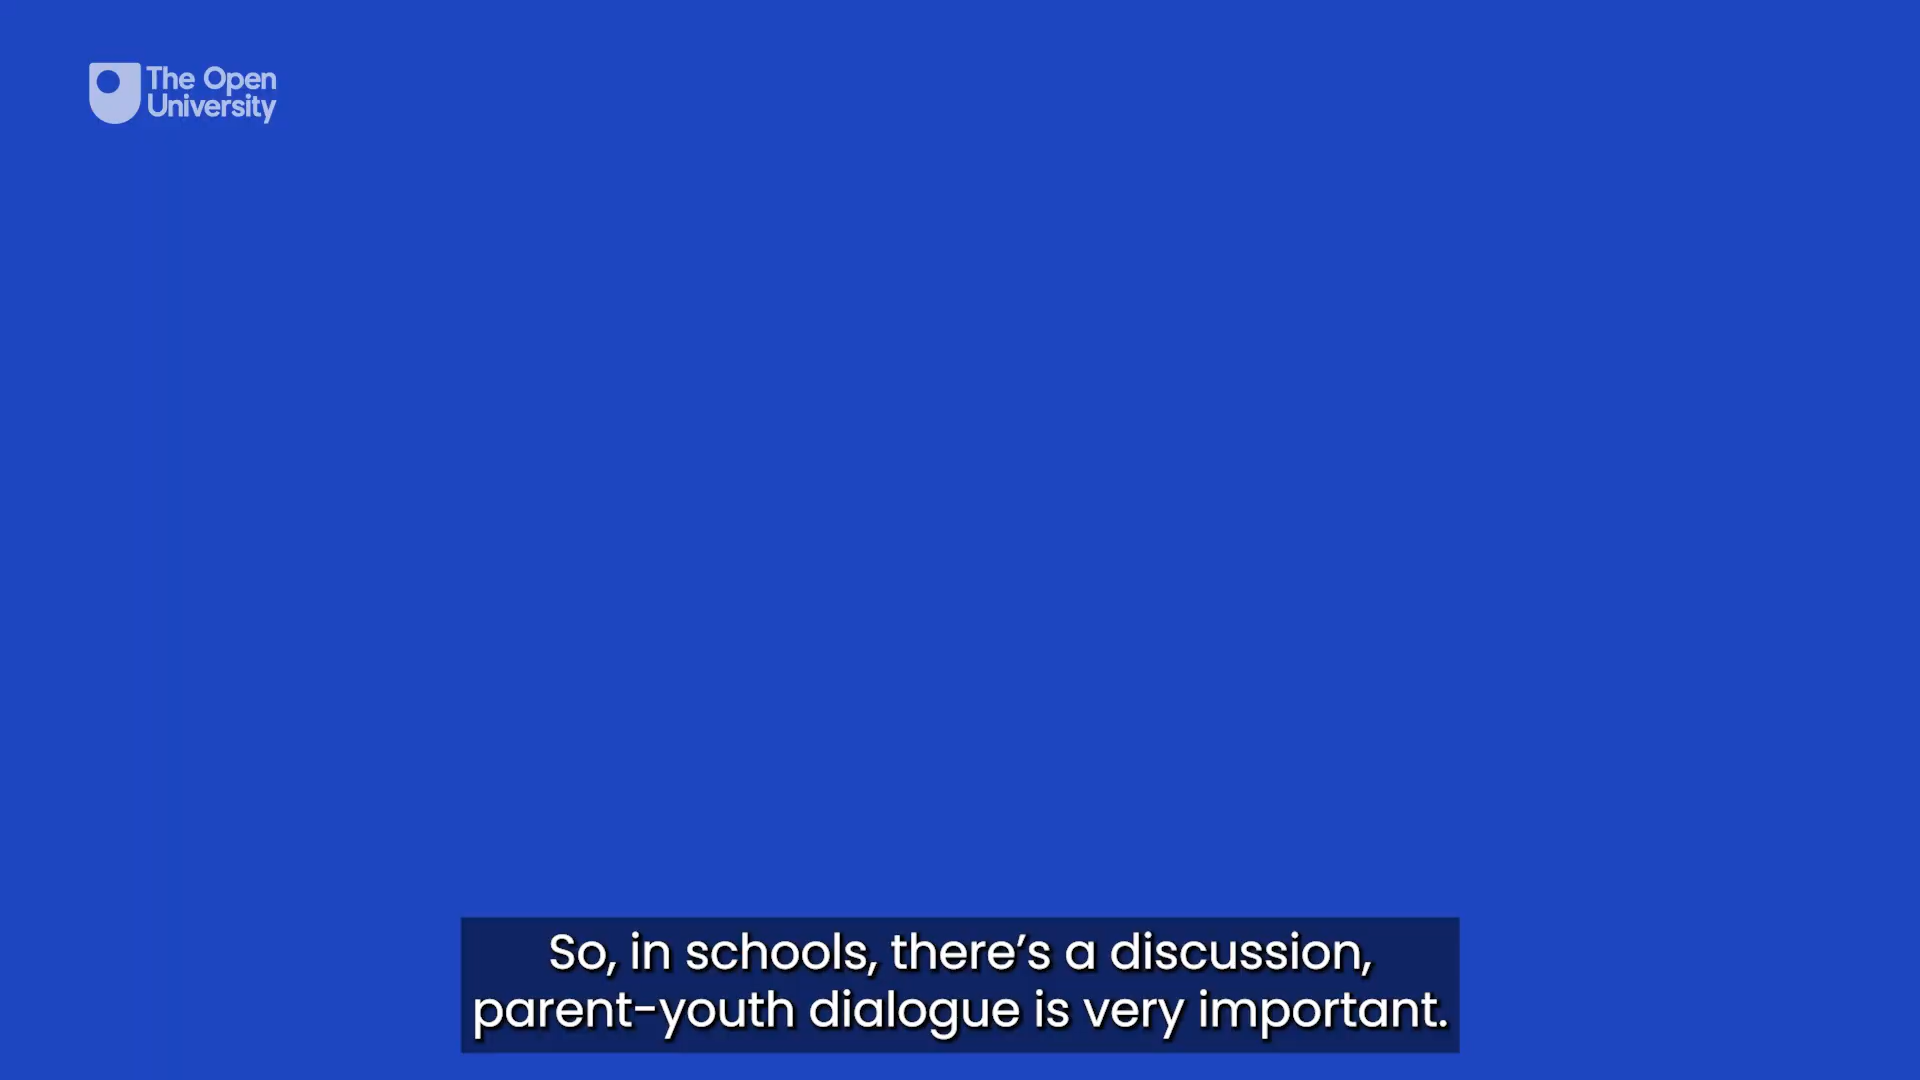 The Open
University
So, in schools, there's a discussion,
parent-youth dialogue is very important.